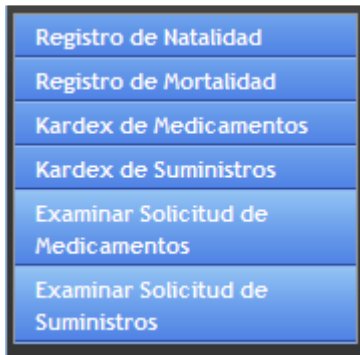 Registro de Natalidad
Registro de Mortalidad
Kardex de Medicamentos
Kardex de Suministros
Examinar Solicitud de
Medicamentos
Examinar Solicitud de
Suministros